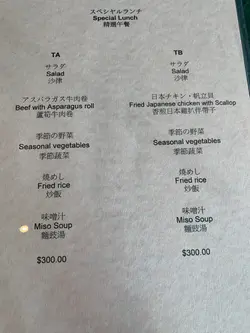 スペシャルランチ
Special Lunch
精選午餐
TA
サラダ
Salad
沙律
アスパラガス牛肉卷
Beef with Asparagus roll
蘆荀牛肉卷
季節の野菜
Seasonal vegetables
季節蔬菜
焼めし
Fried rice
炒飯
味噌汁
Miso Soup
麵豉湯
$300.00
TB
サラダ
Salad
沙律
日本チキン・帆立貝
Fried Japanese chicken with Scallop
香煎日本雞扒伴帶子
季節の野菜
Seasonal vegetables
季節蔬菜
焼めし
Fried rice
炒飯
味噌汁
Miso Soup
麵豉湯
$300.00